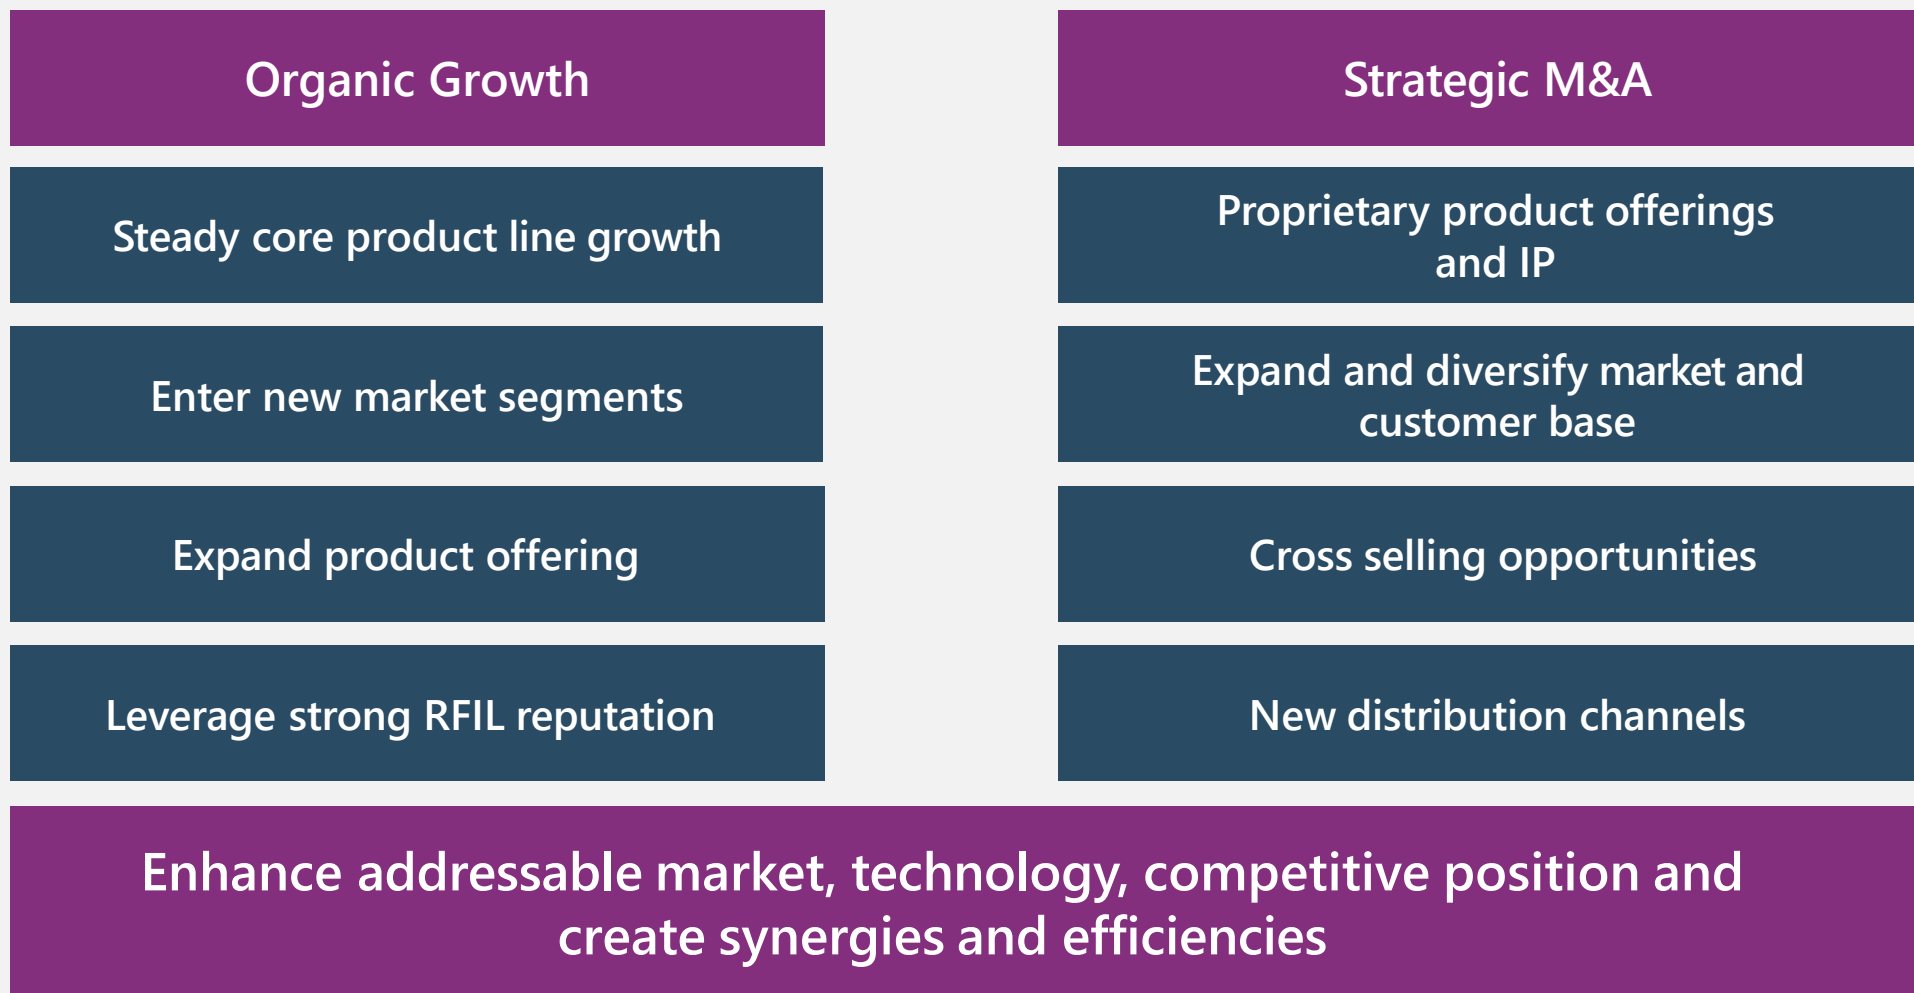 Organic Growth
Steady core product line growth
Enter new market segments
Expand product offering
Leverage strong RFIL reputation
Strategic M&A
Proprietary product offerings
and IP
Expand and diversify market and
customer base
Cross selling opportunities
New distribution channels
Enhance addressable market, technology, competitive position and
create synergies and efficiencies